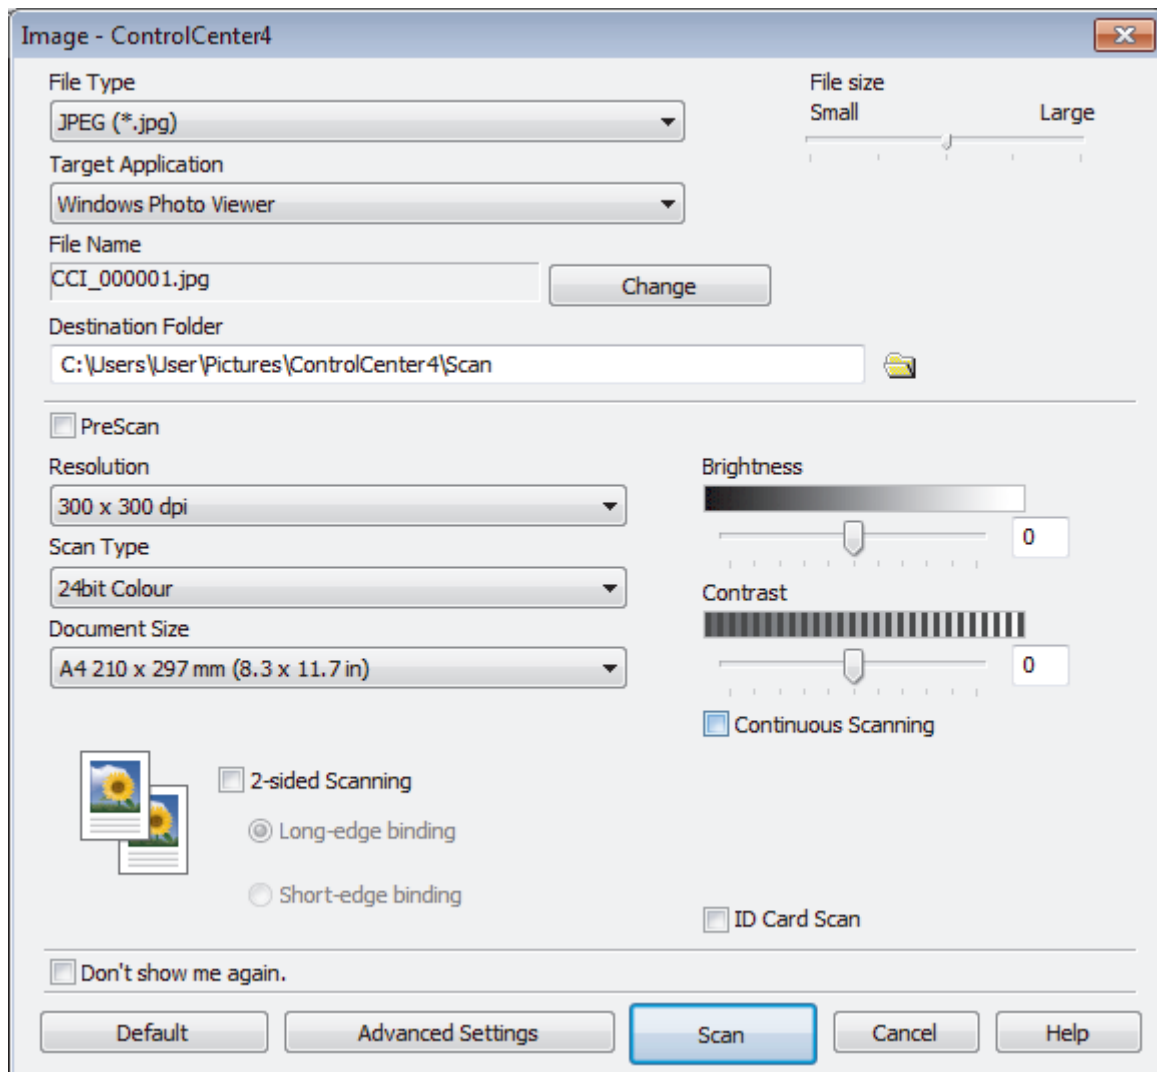 Image - ControlCenter4
File Type
JPEG (*.jpg)
File size
Small Large
Target Application
Windows Photo Viewer
File Name
CCI_000001.jpg
Change
Destination Folder
C:\Users\User\Pictures\ControlCenter4\Scan
PreScan
Resolution
300 x 300 dpi
Scan Type
24bit Colour
Document Size
A4 210 x 297 mm (8.3 x 11.7 in)
Brightness
0
Contrast
0
Continuous Scanning
2-sided Scanning
Long-edge binding
Short-edge binding
ID Card Scan
Don't show me again.
Default Advanced Settings Scan Cancel Help